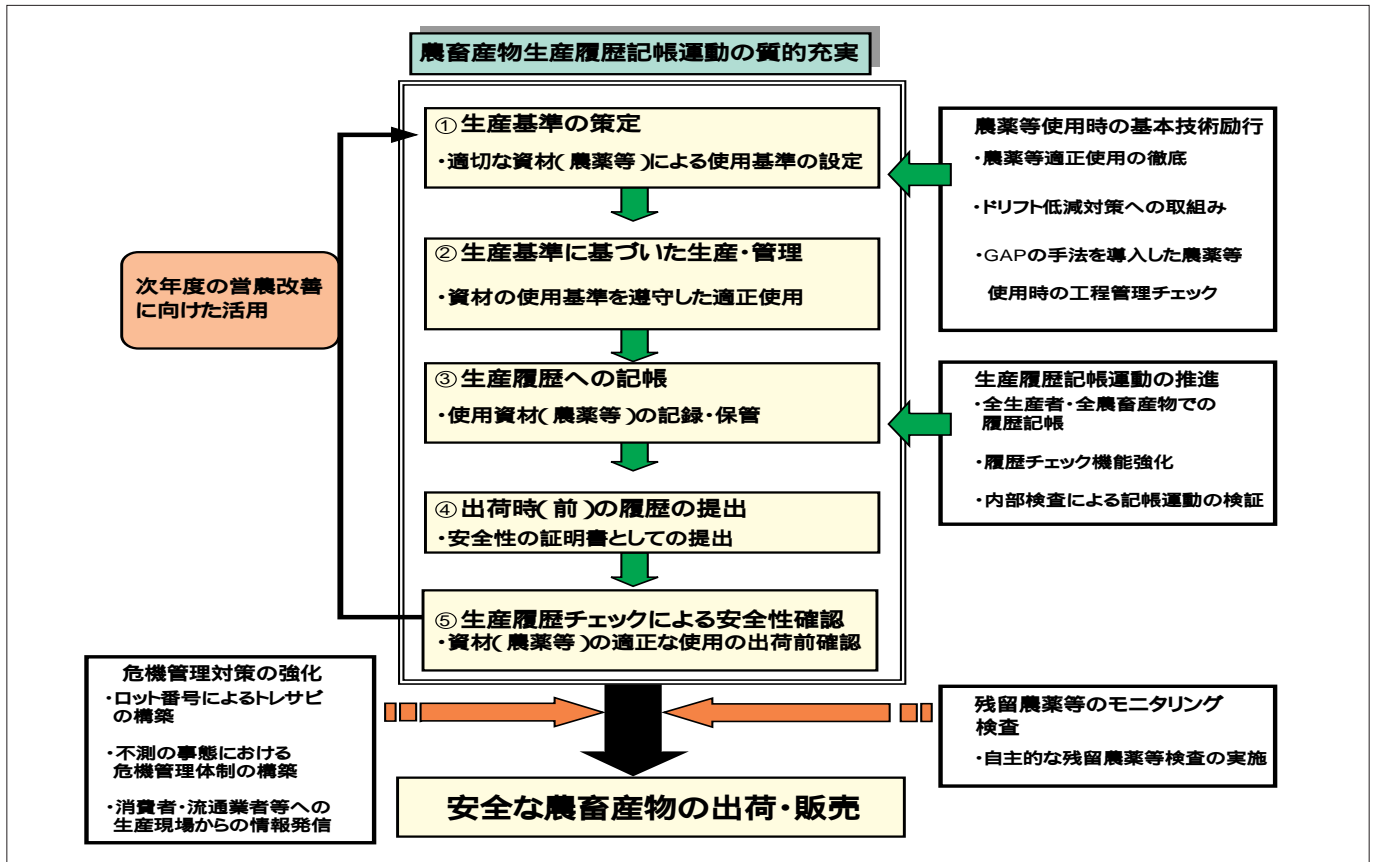 農畜産物生産履歴記帳運動の質的充実
①生産基準の策定
・適切な資材(農薬等)による使用基準の設定
②生産基準に基づいた生産・管理
・資材の使用基準を遵守した適正使用
③生産履歴への記帳
・使用資材(農薬等)の記録・保管
④出荷時(前)の履歴の提出
・安全性の証明書としての提出
⑤生産履歴チェックによる安全性確認
・資材(農薬等)の適正な使用の出荷前確認
次年度の営農改善
に向けた活用
農薬等使用時の基本技術励行
・農薬等適正使用の徹底
・ドリフト低減対策への取組み
・GAPの手法を導入した農薬等
使用時の工程管理チェック
生産履歴記帳運動の推進
・全生産者・全農畜産物での
履歴記帳
・履歴チェック機能強化
・内部検査による記帳運動の検証
危機管理対策の強化
・ロット番号によるトレサビ
の構築
・不測の事態における
危機管理体制の構築
・消費者・流通業者等への
生産現場からの情報発信
残留農薬等のモニタリング
検査
・自主的な残留農薬等検査の実施
安全な農畜産物の出荷・販売